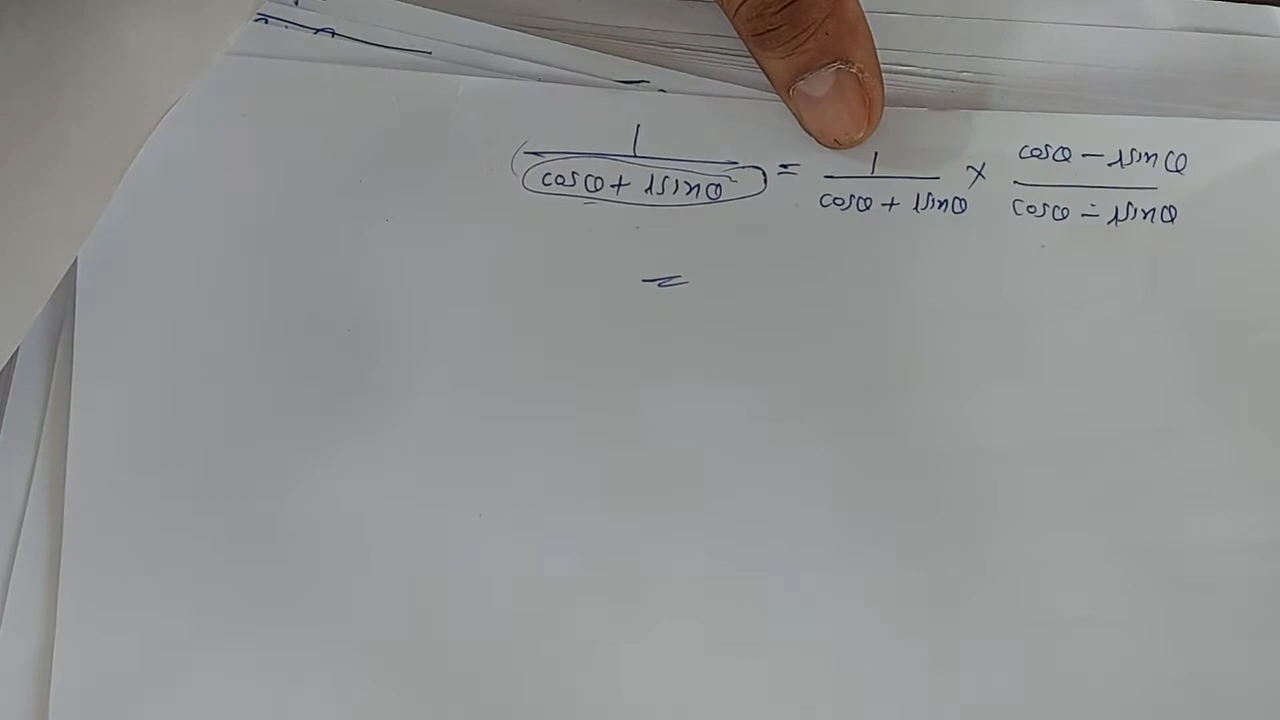 1/(cosθ + isinθ) = 1/(cosθ + isinθ) × (cosθ - isinθ)/(cosθ - isinθ)
=